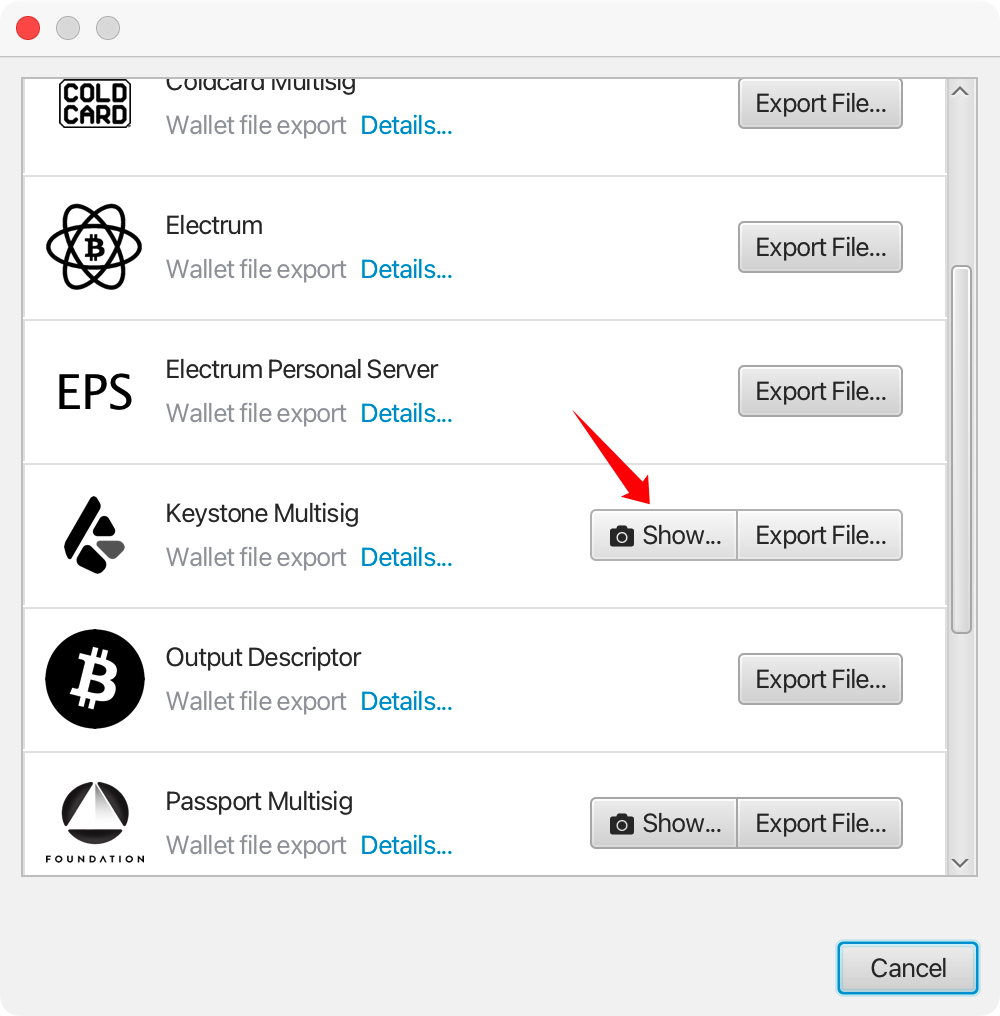 COLD
CARD
Coldcard Multisig
Wallet file export Details...
Export File...
Electrum
Wallet file export Details...
Export File...
EPS
Electrum Personal Server
Wallet file export Details...
Export File...
Keystone Multisig
Wallet file export Details...
Show... Export File...
Output Descriptor
Wallet file export Details...
Export File...
FOUNDATION
Passport Multisig
Wallet file export Details...
Show... Export File...
Cancel